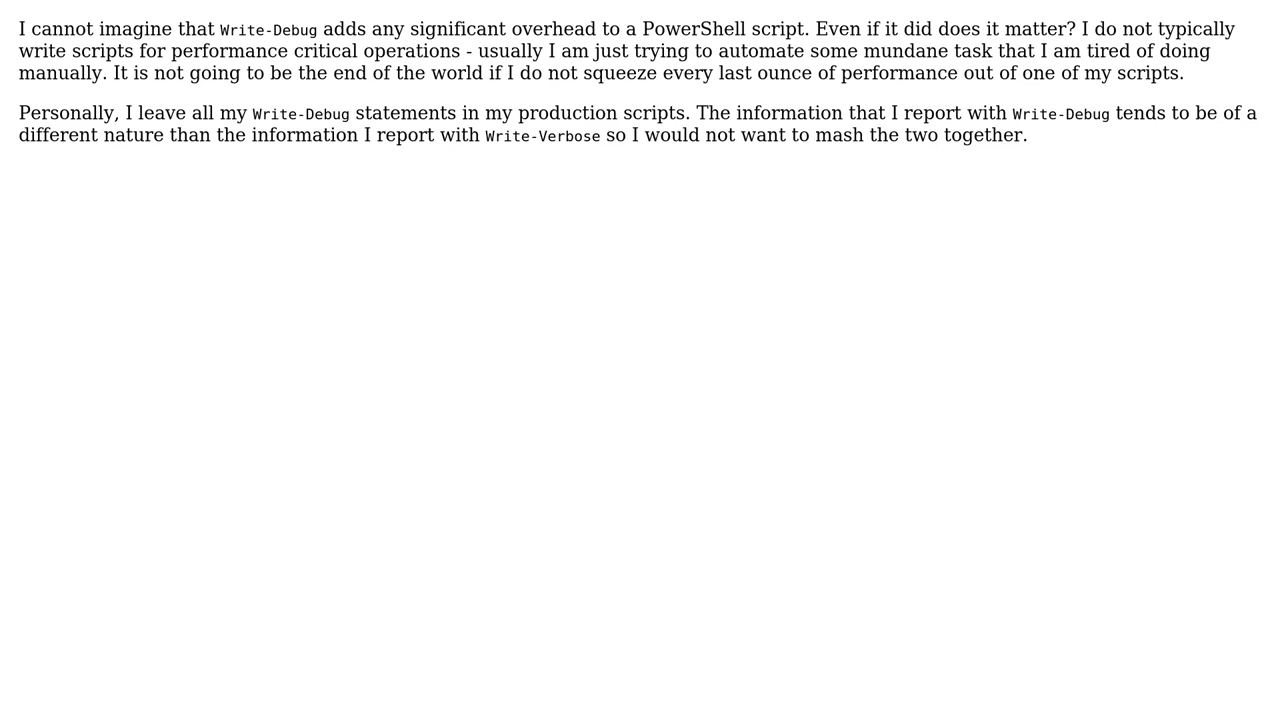 I cannot imagine that Write-Debug adds any significant overhead to a PowerShell script. Even if it did does it matter? I do not typically
write scripts for performance critical operations - usually I am just trying to automate some mundane task that I am tired of doing
manually. It is not going to be the end of the world if I do not squeeze every last ounce of performance out of one of my scripts.
Personally, I leave all my Write-Debug statements in my production scripts. The information that I report with Write-Debug tends to be of a
different nature than the information I report with Write-Verbose so I would not want to mash the two together.